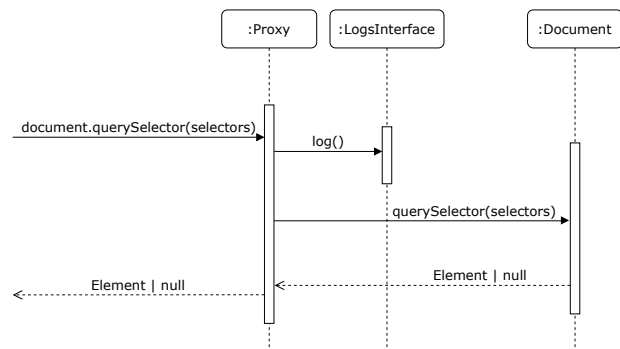 :Proxy
:LogsInterface
:Document
document.querySelector(selectors)
log()
querySelector(selectors)
Element | null
Element | null